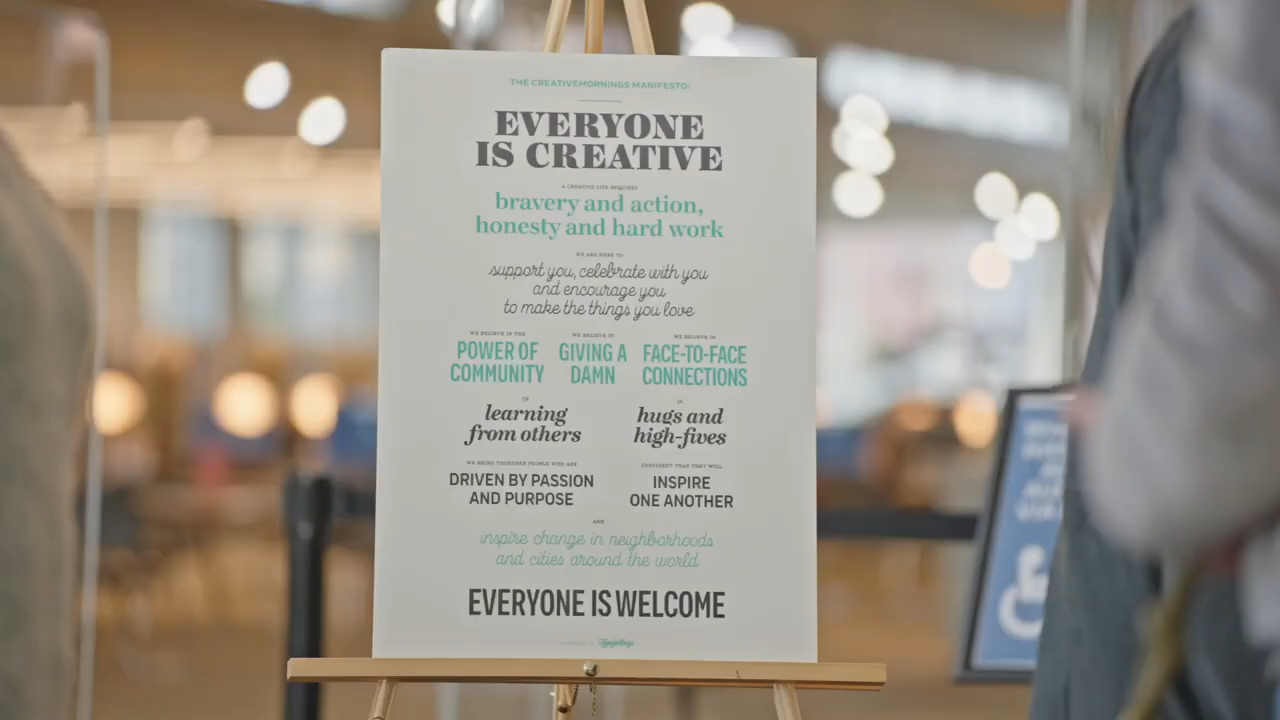 THE CREATIVEMORNINGS MANIFESTO:
EVERYONE
IS CREATIVE
A CREATIVE LIFE REQUIRES
bravery and action,
honesty and hard work
WE ARE HERE TO
support you, celebrate with you
and encourage you
to make the things you love
WE BELIEVE IN THE
POWER OF
COMMUNITY
WE BELIEVE IN
GIVING A
DAMN
WE BELIEVE IN
FACE-TO-FACE
CONNECTIONS
IN
learning
from others
IN
hugs and
high-fives
WE BRING TOGETHER PEOPLE WHO ARE
DRIVEN BY PASSION
AND PURPOSE
CONFIDENT THAT THEY WILL
INSPIRE
ONE ANOTHER
AND
inspire change in neighborhoods
and cities around the world
EVERYONE IS WELCOME